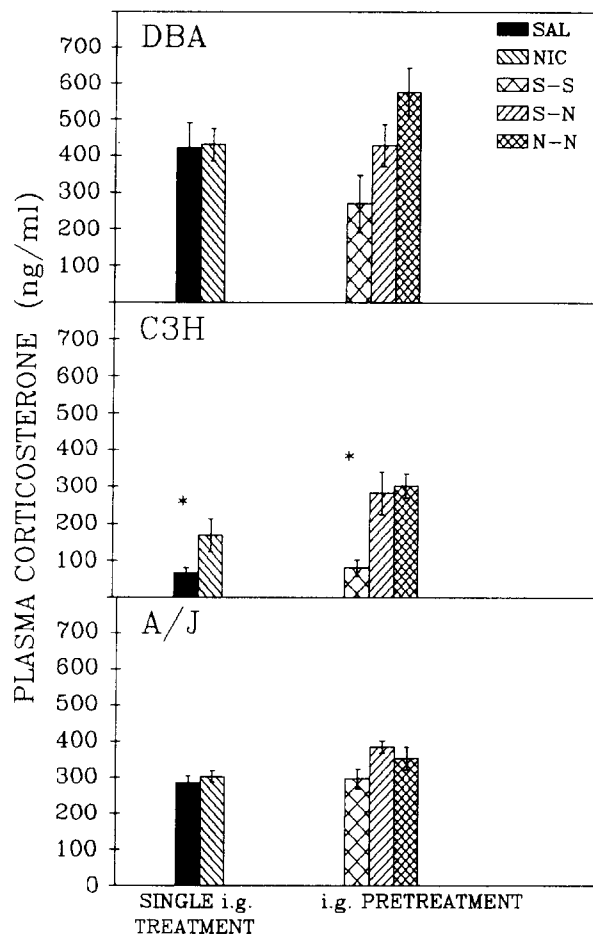 DBA
SAL
NIC
S-S
S-N
N-N
700
600
500
400
300
200
100
C3H
700
600
500
400
300
200
100
*
*
A/J
700
600
500
400
300
200
100
0
PLASMA CORTICOSTERONE (ng/ml)
SINGLE i.g.
TREATMENT
i.g. PRETREATMENT